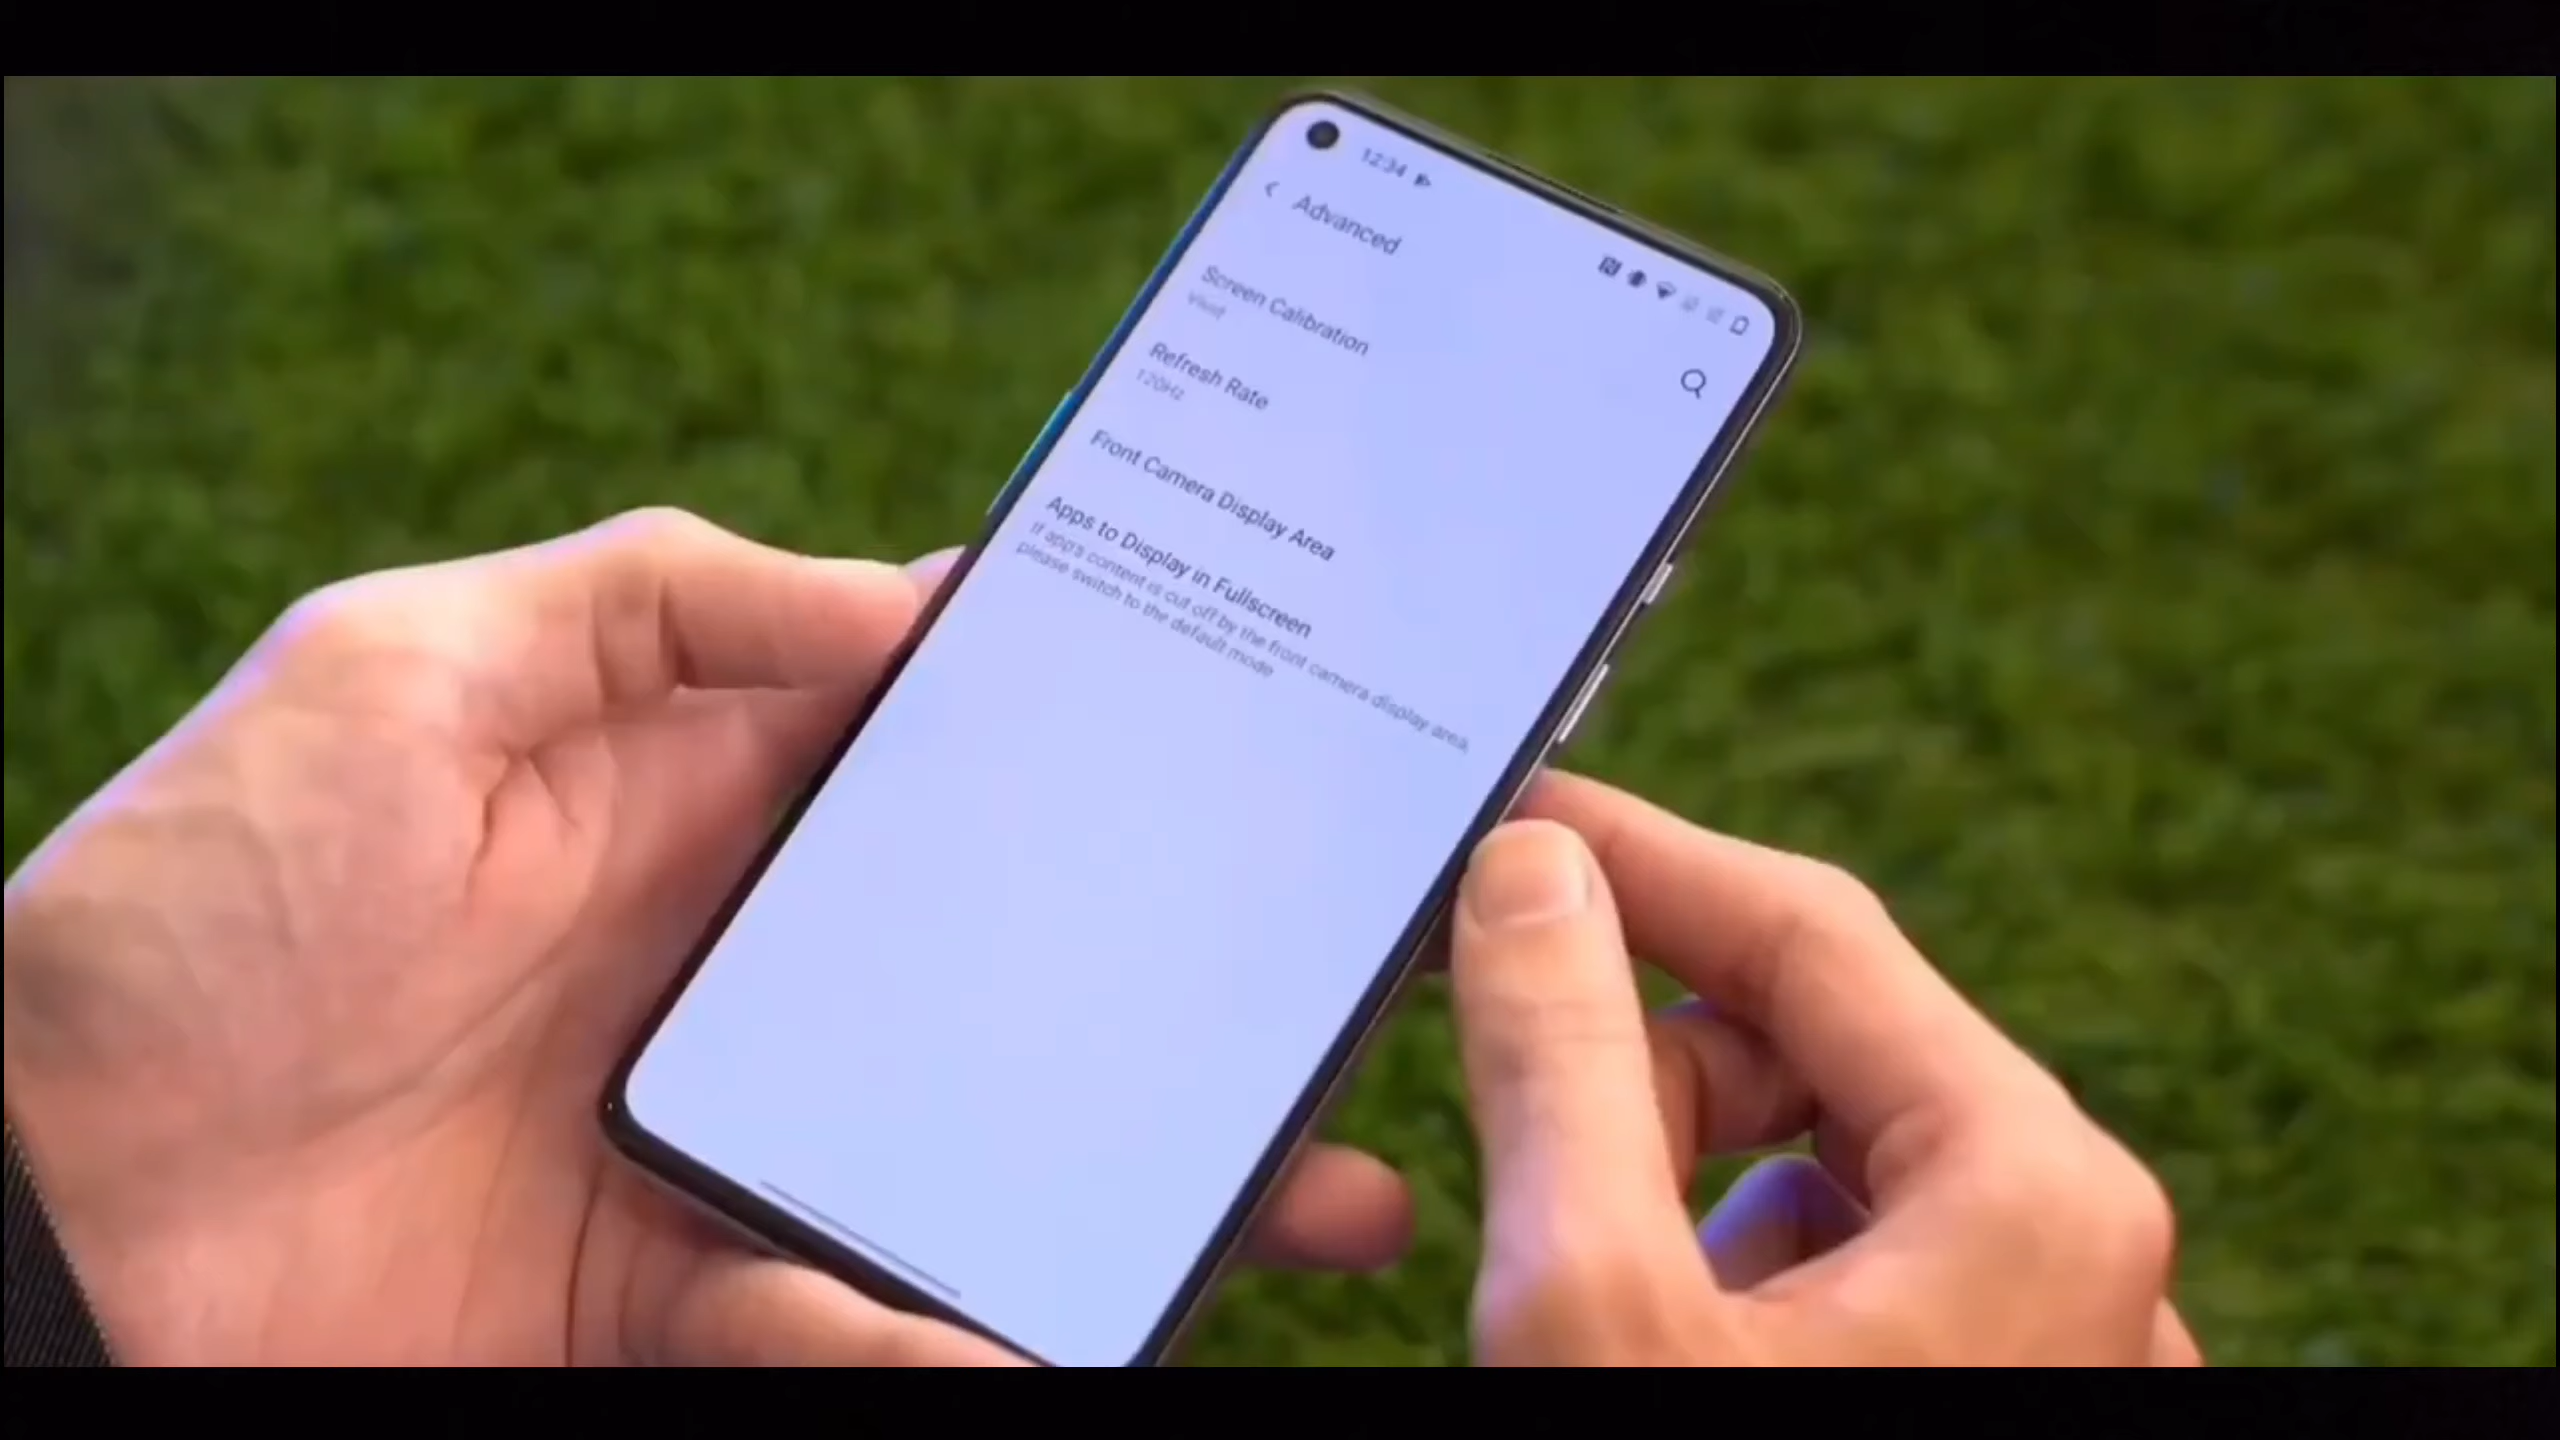 12:34
Advanced
Screen Calibration
Vivid
Refresh Rate
120Hz
Front Camera Display Area
Apps to Display in Fullscreen
If app's content is cut off by the front camera display area,
please switch to the default mode